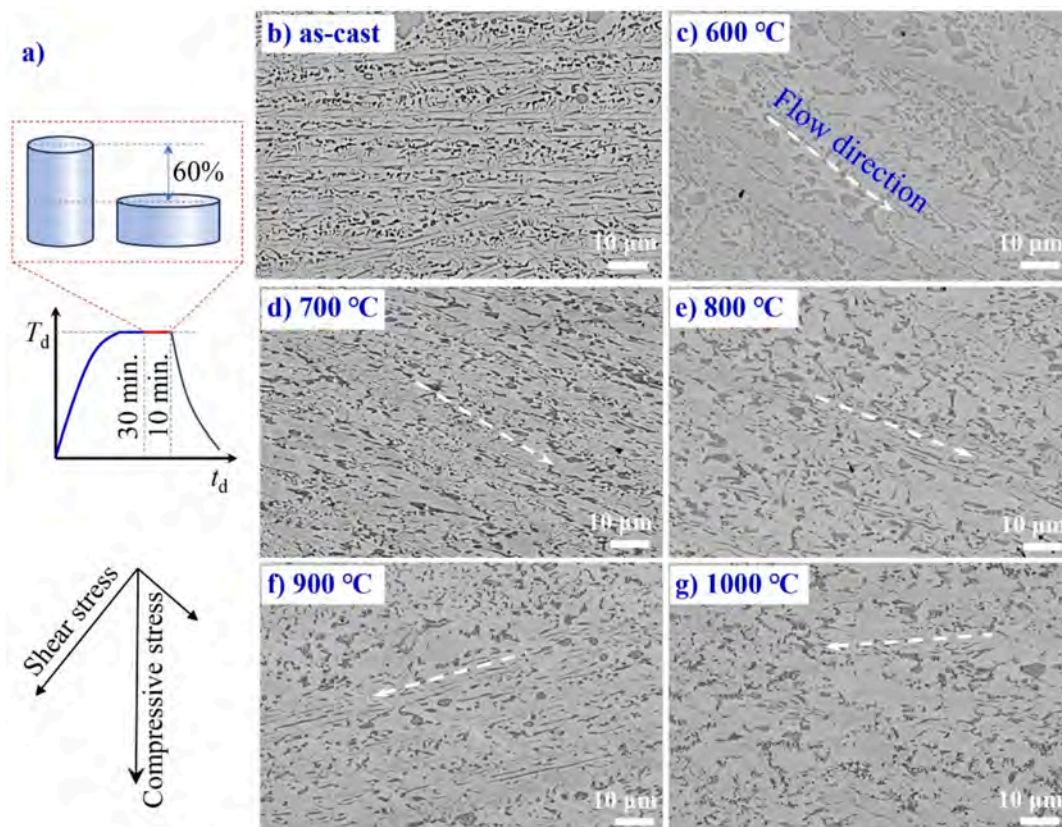 a)
60%
T_d
30 min.
10 min.
t_d
Shear stress
Compressive stress
b) as-cast
10 μm
c) 600 °C
Flow direction
10 μm
d) 700 °C
10 μm
e) 800 °C
10 μm
f) 900 °C
10 μm
g) 1000 °C
10 μm